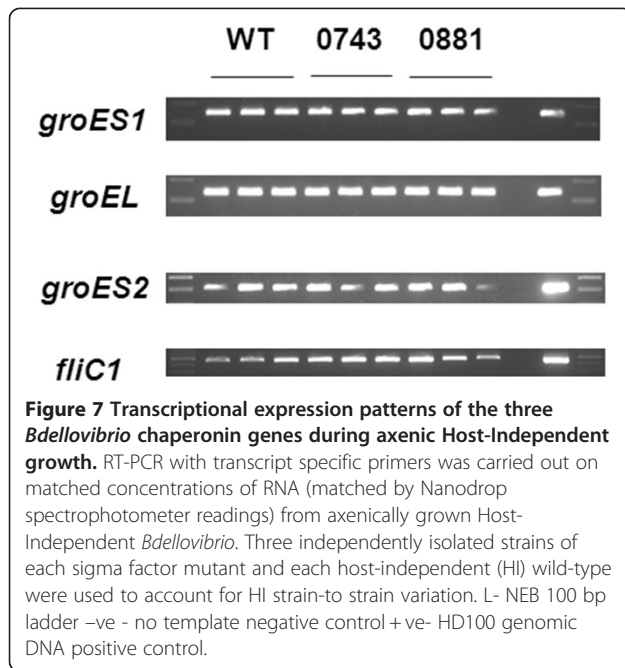 WT 0743 0881
groES1
groEL
groES2
fliC1
Figure 7 Transcriptional expression patterns of the three
Bdellovibrio chaperonin genes during axenic Host-Independent
growth. RT-PCR with transcript specific primers was carried out on
matched concentrations of RNA (matched by Nanodrop
spectrophotometer readings) from axenically grown Host-
Independent Bdellovibrio. Three independently isolated strains of
each sigma factor mutant and each host-independent (HI) wild-type
were used to account for HI strain-to strain variation. L- NEB 100 bp
ladder –ve - no template negative control + ve- HD100 genomic
DNA positive control.